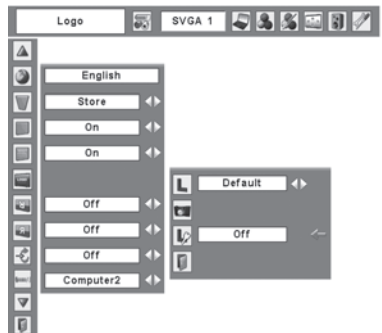 Logo
SVGA 1
English
Store
On
On
Default
Off
Off
Off
Off
Computer2